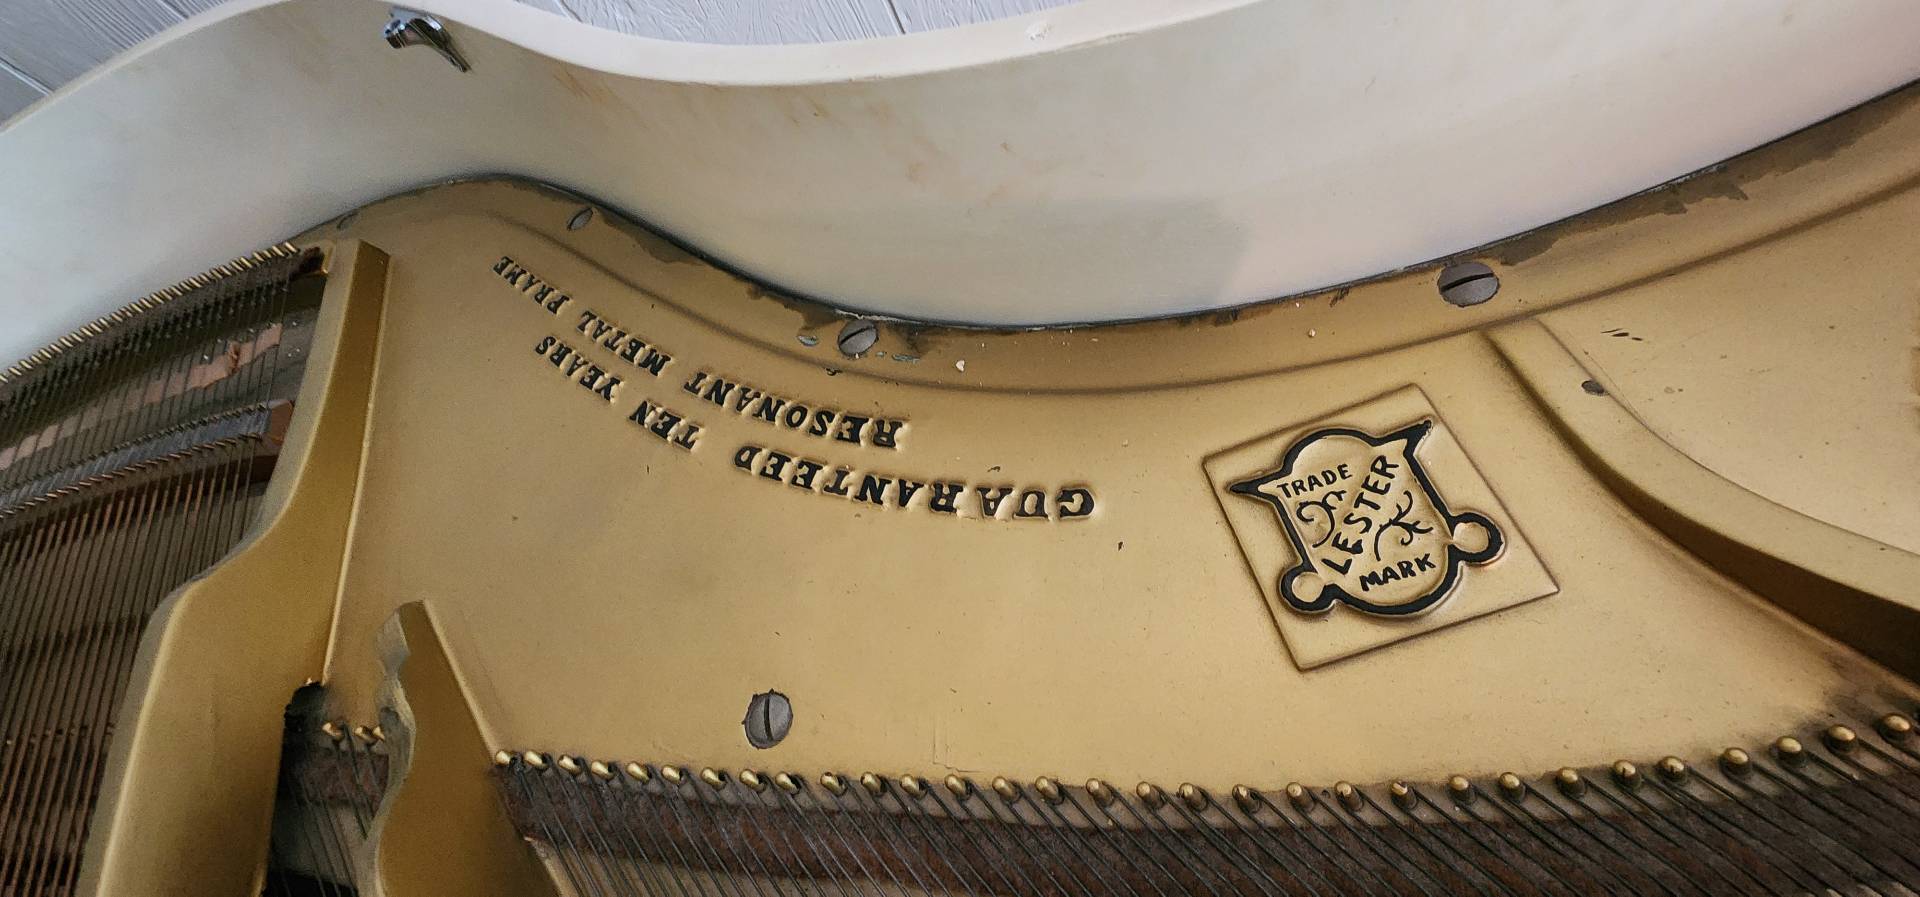 GUARANTEED TEN YEARS
RESONANT METAL FRAME
TRADE
LESTER
MARK